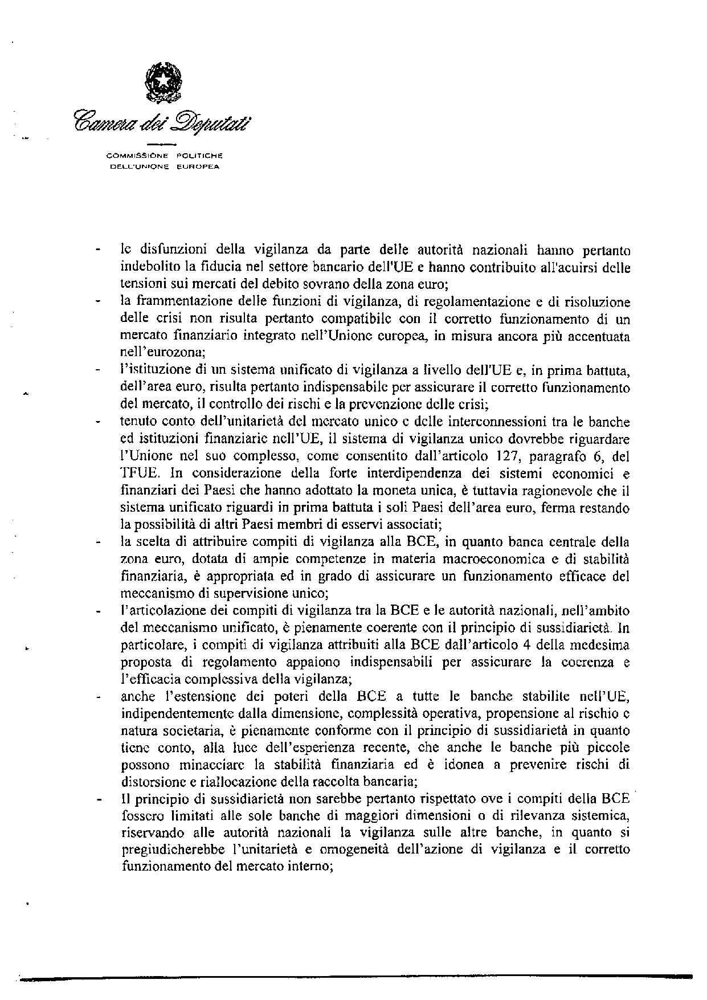 Camera dei Deputati
COMMISSIONE POLITICHE
DELL'UNIONE EUROPEA
- le disfunzioni della vigilanza da parte delle autorità nazionali hanno pertanto
indebolito la fiducia nel settore bancario dell'UE e hanno contribuito all'acuirsi delle
tensioni sui mercati del debito sovrano della zona euro;
- la frammentazione delle funzioni di vigilanza, di regolamentazione e di risoluzione
delle crisi non risulta pertanto compatibile con il corretto funzionamento di un
mercato finanziario integrato nell'Unione europea, in misura ancora più accentuata
nell'eurozona;
- l'istituzione di un sistema unificato di vigilanza a livello dell'UE e, in prima battuta,
dell'area euro, risulta pertanto indispensabile per assicurare il corretto funzionamento
del mercato, il controllo dei rischi e la prevenzione delle crisi;
- tenuto conto dell'unitarietà del mercato unico e delle interconnessioni tra le banche
ed istituzioni finanziarie nell'UE, il sistema di vigilanza unico dovrebbe riguardare
l'Unione nel suo complesso, come consentito dall'articolo 127, paragrafo 6, del
TFUE. In considerazione della forte interdipendenza dei sistemi economici e
finanziari dei Paesi che hanno adottato la moneta unica, è tuttavia ragionevole che il
sistema unificato riguardi in prima battuta i soli Paesi dell'area euro, ferma restando
la possibilità di altri Paesi membri di esservi associati;
- la scelta di attribuire compiti di vigilanza alla BCE, in quanto banca centrale della
zona euro, dotata di ampie competenze in materia macroeconomica e di stabilità
finanziaria, è appropriata ed in grado di assicurare un funzionamento efficace del
meccanismo di supervisione unico;
- l'articolazione dei compiti di vigilanza tra la BCE e le autorità nazionali, nell'ambito
del meccanismo unificato, è pienamente coerente con il principio di sussidiarietà. In
particolare, i compiti di vigilanza attribuiti alla BCE dall'articolo 4 della medesima
proposta di regolamento appaiono indispensabili per assicurare la coerenza e
l'efficacia complessiva della vigilanza;
- anche l'estensione dei poteri della BCE a tutte le banche stabilite nell'UE,
indipendentemente dalla dimensione, complessità operativa, propensione al rischio e
natura societaria, è pienamente conforme con il principio di sussidiarietà in quanto
tiene conto, alla luce dell'esperienza recente, che anche le banche più piccole
possono minacciare la stabilità finanziaria ed è idonea a prevenire rischi di
distorsione e riallocazione della raccolta bancaria;
- Il principio di sussidiarietà non sarebbe pertanto rispettato ove i compiti della BCE
fossero limitati alle sole banche di maggiori dimensioni o di rilevanza sistemica,
riservando alle autorità nazionali la vigilanza sulle altre banche, in quanto si
pregiudicherebbe l'unitarietà e omogeneità dell'azione di vigilanza e il corretto
funzionamento del mercato interno;